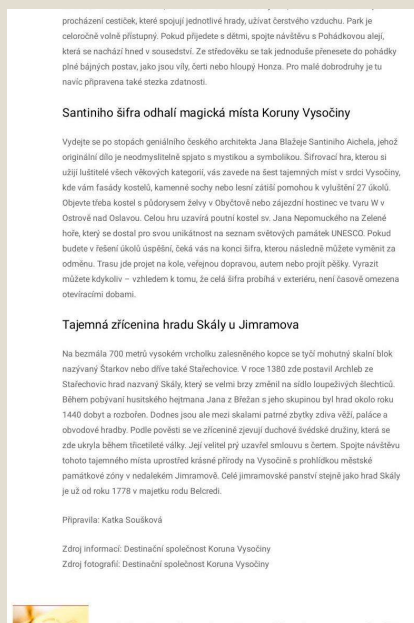 procházení cestiček, které spojují jednotlivé hrady, užívat čerstvého vzduchu. Park je
celoročně volně přístupný. Pokud přijedete s dětmi, spojte návštěvu s Pohádkovou alejí,
která se nachází hned v sousedství. Ze středověku se tak jednoduše přenesete do pohádky
plné bájných postav, jako jsou víly, čerti nebo hloupý Honza. Pro malé dobrodruhy je tu
navíc připravena také stezka zdatnosti.
Santiniho šifra odhalí magická místa Koruny Vysočiny
Vydejte se po stopách geniálního českého architekta Jana Blažeje Santiniho Aichela, jehož
originální dílo je neodmyslitelně spjato s mystikou a symbolikou. Šifrovací hra, kterou si
užijí luštitelé všech věkových kategorií, vás zavede na šest tajemných míst v srdci Vysočiny,
kde vám fasády kostelů, kamenné sochy nebo lesní zátiší pomohou k vyluštění 27 úkolů.
Objevte třeba kostel s půdorysem želvy v Obyčtově nebo zájezdní hostinec ve tvaru W v
Ostrově nad Oslavou. Celou hru uzavírá poutní kostel sv. Jana Nepomuckého na Zelené
hoře, který se dostal pro svou unikátnost na seznam světových památek UNESCO. Pokud
budete v řešení úkolů úspěšní, čeká vás na konci šifra, kterou následně můžete vyměnit za
odměnu. Trasu jde projet na kole, veřejnou dopravou, autem nebo projít pěšky. Vyrazit
můžete kdykoliv – vzhledem k tomu, že celá šifra probíhá v exteriéru, není časově omezena
otevíracími dobami.
Tajemná zřícenina hradu Skály u Jimramova
Na bezmála 700 metrů vysokém vrcholku zalesněného kopce se tyčí mohutný skalní blok
nazývaný Štarkov nebo dříve také Stařechovice. V roce 1380 zde postavil Archleb ze
Stařechovic hrad nazvaný Skály, který se velmi brzy změnil na sídlo loupeživých šlechticů.
Během pobývaní husitského hejtmana Jana z Břežan s jeho skupinou byl hrad okolo roku
1440 dobyt a rozbořen. Dodnes jsou ale mezi skalami patrné zbytky zdiva věží, paláce a
obvodové hradby. Podle pověsti se ve zřícenině zjevují duchové švédské družiny, která se
zde ukryla během třicetileté války. Její velitel prý uzavřel smlouvu s čertem. Spojte návštěvu
tohoto tajemného místa uprostřed krásné přírody na Vysočině s prohlídkou městské
památkové zóny v nedalekém Jimramově. Celé jimramovské panství stejně jako hrad Skály
je už od roku 1778 v majetku rodu Belcredi.
Připravila: Katka Soušková
Zdroj informací: Destinační společnost Koruna Vysočiny
Zdroj fotografií: Destinační společnost Koruna Vysočiny